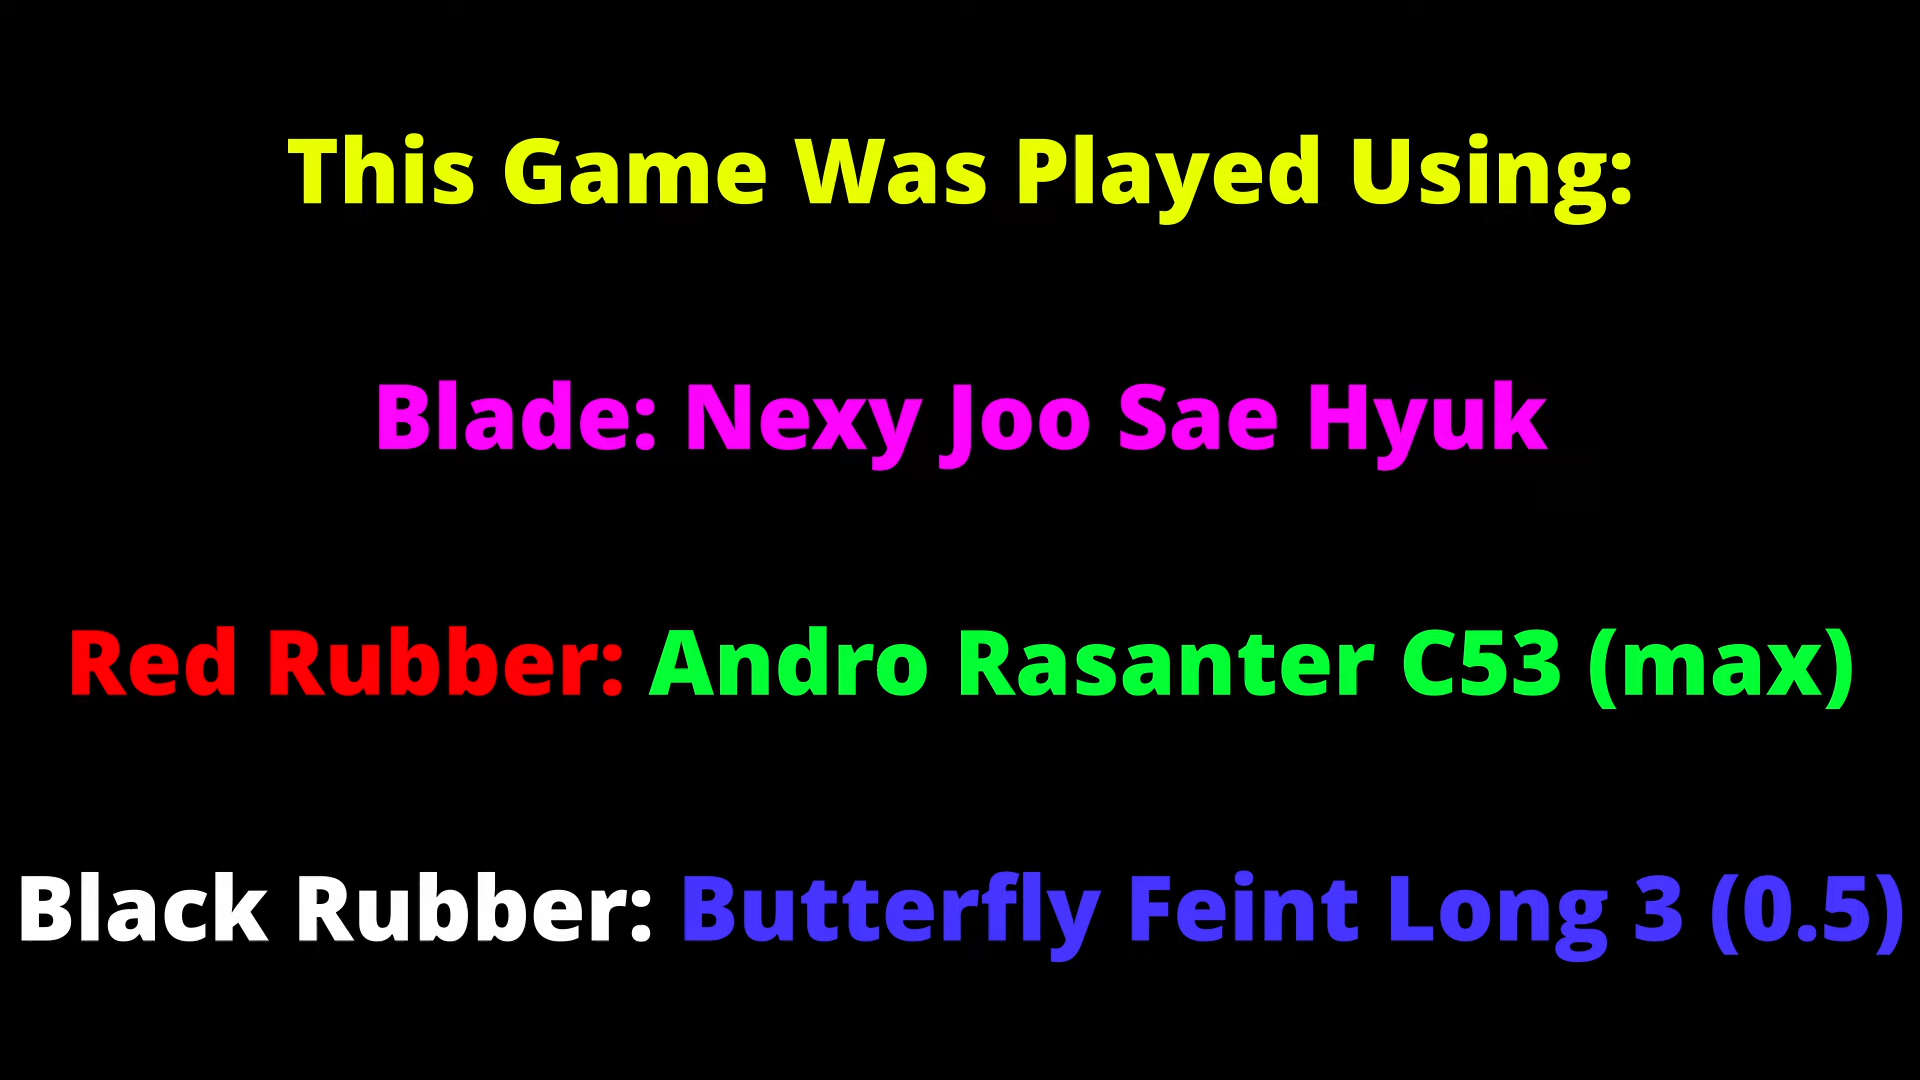 This Game Was Played Using:
Blade: Nexy Joo Sae Hyuk
Red Rubber: Andro Rasanter C53 (max)
Black Rubber: Butterfly Feint Long 3 (0.5)